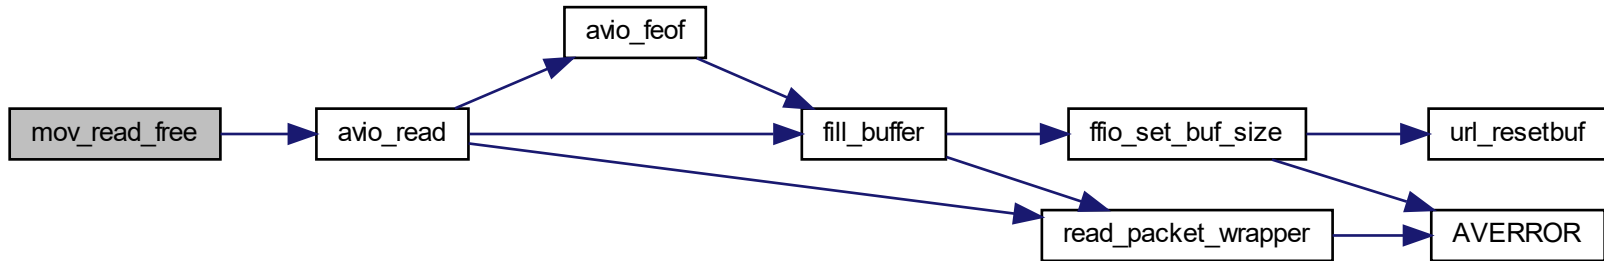 avio_feof
mov_read_free
avio_read
fill_buffer
ffio_set_buf_size
url_resetbuf
read_packet_wrapper
AVERROR